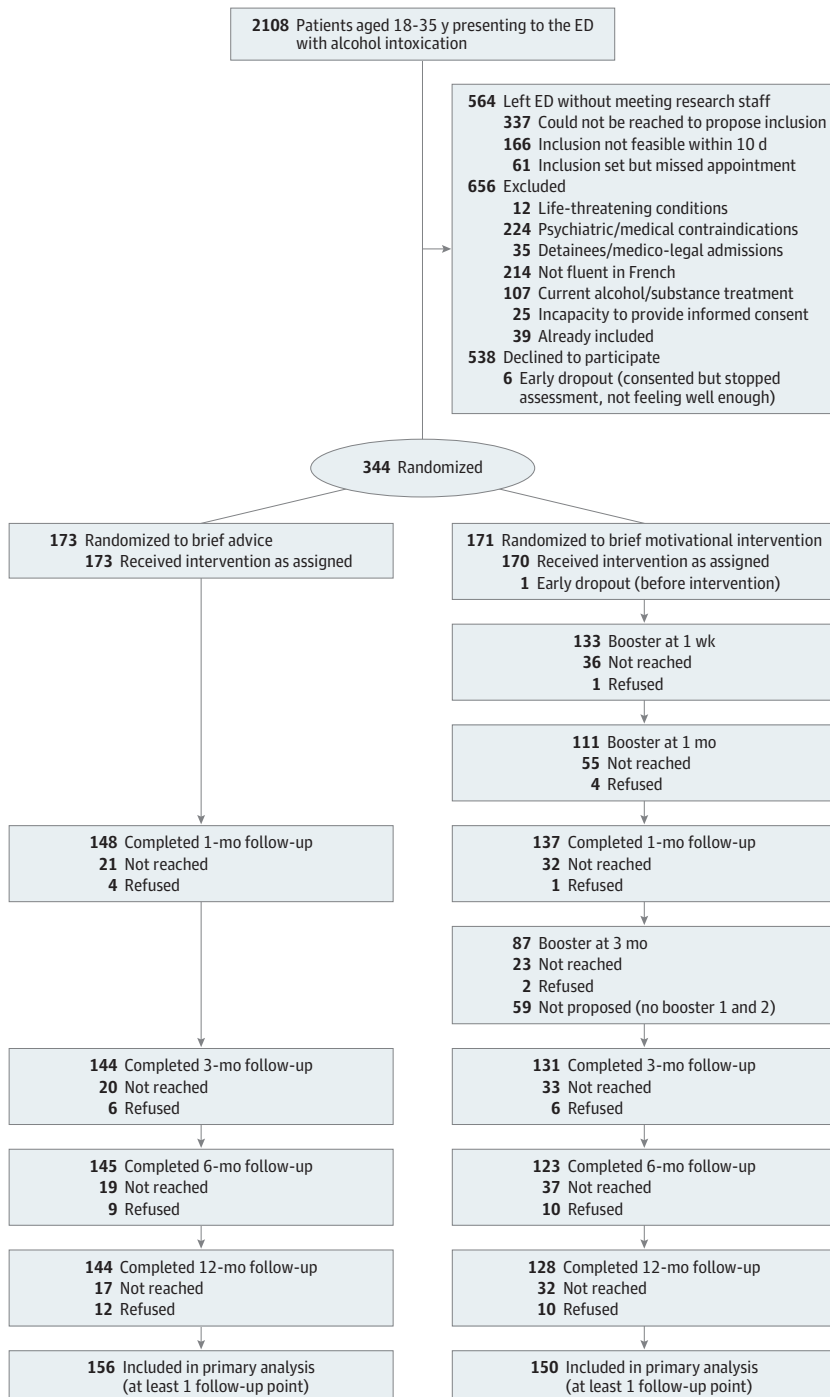 2108 Patients aged 18-35 y presenting to the ED
with alcohol intoxication
564 Left ED without meeting research staff
337 Could not be reached to propose inclusion
166 Inclusion not feasible within 10 d
61 Inclusion set but missed appointment
656 Excluded
12 Life-threatening conditions
224 Psychiatric/medical contraindications
35 Detainees/medico-legal admissions
214 Not fluent in French
107 Current alcohol/substance treatment
25 Incapacity to provide informed consent
39 Already included
538 Declined to participate
6 Early dropout (consented but stopped
assessment, not feeling well enough)
344 Randomized
173 Randomized to brief advice
173 Received intervention as assigned
171 Randomized to brief motivational intervention
170 Received intervention as assigned
1 Early dropout (before intervention)
133 Booster at 1 wk
36 Not reached
1 Refused
111 Booster at 1 mo
55 Not reached
4 Refused
148 Completed 1-mo follow-up
21 Not reached
4 Refused
137 Completed 1-mo follow-up
32 Not reached
1 Refused
87 Booster at 3 mo
23 Not reached
2 Refused
59 Not proposed (no booster 1 and 2)
144 Completed 3-mo follow-up
20 Not reached
6 Refused
131 Completed 3-mo follow-up
33 Not reached
6 Refused
145 Completed 6-mo follow-up
19 Not reached
9 Refused
123 Completed 6-mo follow-up
37 Not reached
10 Refused
144 Completed 12-mo follow-up
17 Not reached
12 Refused
128 Completed 12-mo follow-up
32 Not reached
10 Refused
156 Included in primary analysis
(at least 1 follow-up point)
150 Included in primary analysis
(at least 1 follow-up point)